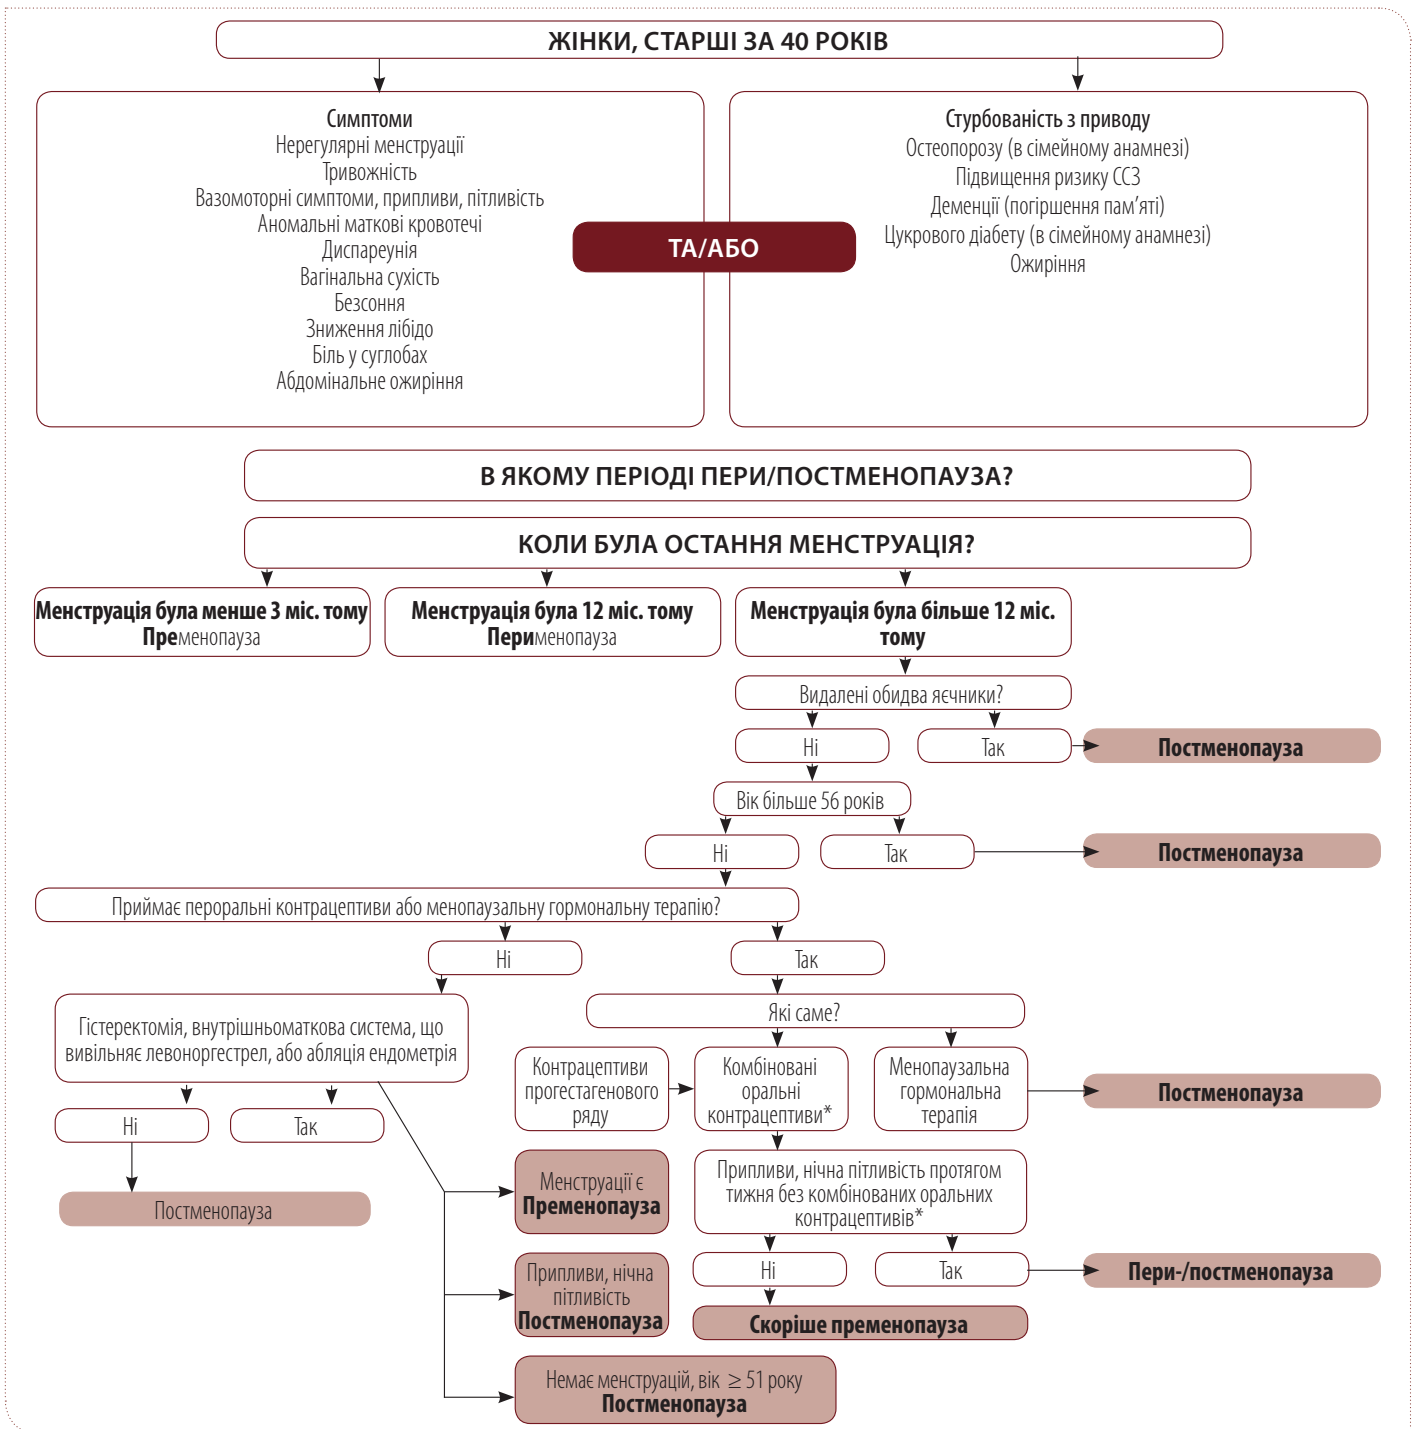 ЖІНКИ, СТАРШІ ЗА 40 РОКІВ
Симптоми
Нерегулярні менструації
Тривожність
Вазомоторні симптоми, припливи, пітливість
Аномальні маткові кровотечі
Диспареунія
Вагінальна сухість
Безсоння
Зниження лібідо
Біль у суглобах
Абдомінальне ожиріння
ТА/АБО
Стурбованість з приводу
Остеопорозу (в сімейному анамнезі)
Підвищення ризику ССЗ
Деменції (погіршення пам’яті)
Цукрового діабету (в сімейному анамнезі)
Ожиріння
В ЯКОМУ ПЕРІОДІ ПЕРИ/ПОСТМЕНОПАУЗА?
КОЛИ БУЛА ОСТАННЯ МЕНСТРУАЦІЯ?
Менструація була менше 3 міс. тому
Пременопауза
Менструація була 12 міс. тому
Перименопауза
Менструація була більше 12 міс.
тому
Видалені обидва яєчники?
Ні
Так
Постменопауза
Вік більше 56 років
Ні
Так
Постменопауза
Приймає пероральні контрацептиви або менопаузальну гормональну терапію?
Ні
Так
Гістеректомія, внутрішньоматкова система, що
вивільняє левоноргестрел, або абляція ендометрія
Ні
Так
Постменопауза
Які саме?
Контрацептиви
прогестагенового
ряду
Комбіновані
оральні
контрацептиви*
Менопаузальна
гормональна
терапія
Постменопауза
Менструації є
Пременопауза
Припливи, нічна
пітливість
Постменопауза
Немає менструацій, вік ≥ 51 року
Постменопауза
Припливи, нічна пітливість протягом
тижня без комбінованих оральних
контрацептивів*
Ні
Так
Пери-/постменопауза
Скоріше пременопауза